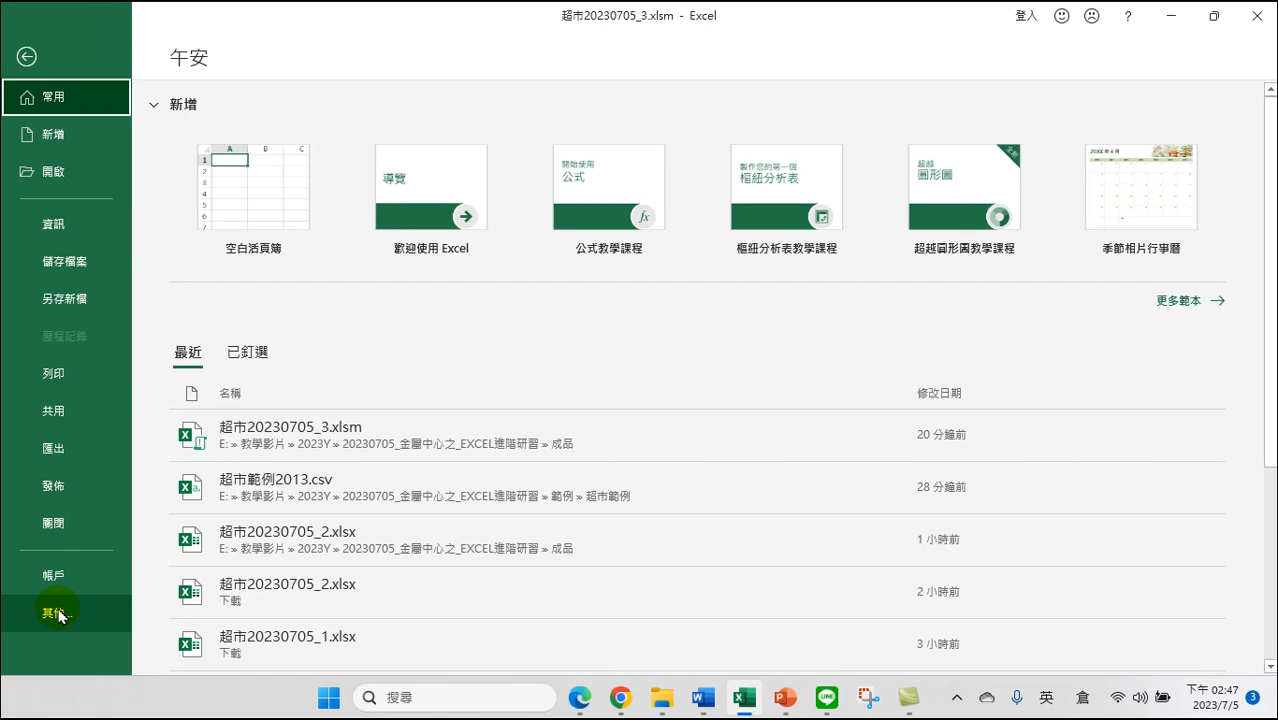 超市20230705_3.xlsm - Excel
登入
?
午安
常用
新增
開啟
資訊
儲存檔案
另存新檔
歷程記錄
列印
共用
匯出
發佈
關閉
帳戶
其他...
新增
A B C
1
2
3
4
5
6
7
空白活頁簿
導覽
歡迎使用 Excel
開始使用
公式
fx
公式教學課程
製作您的第一個
樞紐分析表
樞紐分析表教學課程
超越
圓形圖
全新
超越圓形圖教學課程
20XX 年 6 月
季節相片行事曆
更多範本
最近 已釘選
名稱 修改日期
超市20230705_3.xlsm
E: » 教學影片 » 2023Y » 20230705_金屬中心之_EXCEL進階研習 » 成品
20 分鐘前
超市範例2013.csv
E: » 教學影片 » 2023Y » 20230705_金屬中心之_EXCEL進階研習 » 範例 » 超市範例
28 分鐘前
超市20230705_2.xlsx
E: » 教學影片 » 2023Y » 20230705_金屬中心之_EXCEL進階研習 » 成品
1 小時前
超市20230705_2.xlsx
下載
2 小時前
超市20230705_1.xlsx
下載
3 小時前
搜尋
英
倉
下午 02:47
2023/7/5
3